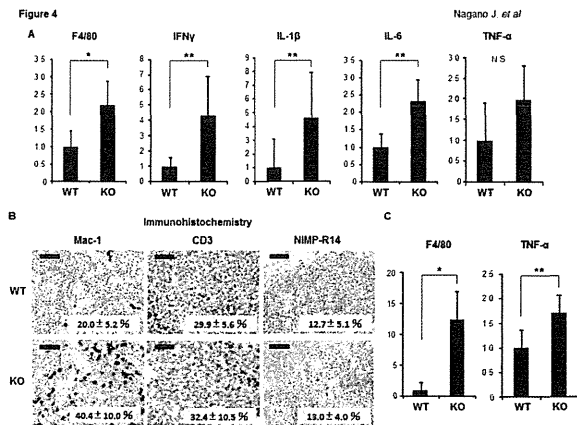 Figure 4
Nagano J. et al
A
F4/80
IFNγ
IL-1β
IL-6
TNF-α
*
**
**
**
NS
3.5
3.0
2.5
2.0
1.5
1.0
0.5
0
WT KO
8
7
6
5
4
3
2
1
0
WT KO
9
8
7
6
5
4
3
2
1
0
WT KO
3.5
3.0
2.5
2.0
1.5
1.0
0.5
0
WT KO
3.0
2.5
2.0
1.5
1.0
0.5
0
WT KO
B
Immunohistochemistry
Mac-1
CD3
NIMP-R14
WT
20.0 ± 5.2 %
29.9 ± 5.6 %
12.7 ± 5.1 %
KO
40.4 ± 10.0 %
32.4 ± 10.5 %
13.0 ± 4.0 %
C
F4/80
TNF-α
*
**
20
15
10
5
0
WT KO
2.5
2.0
1.5
1.0
0.5
0
WT KO